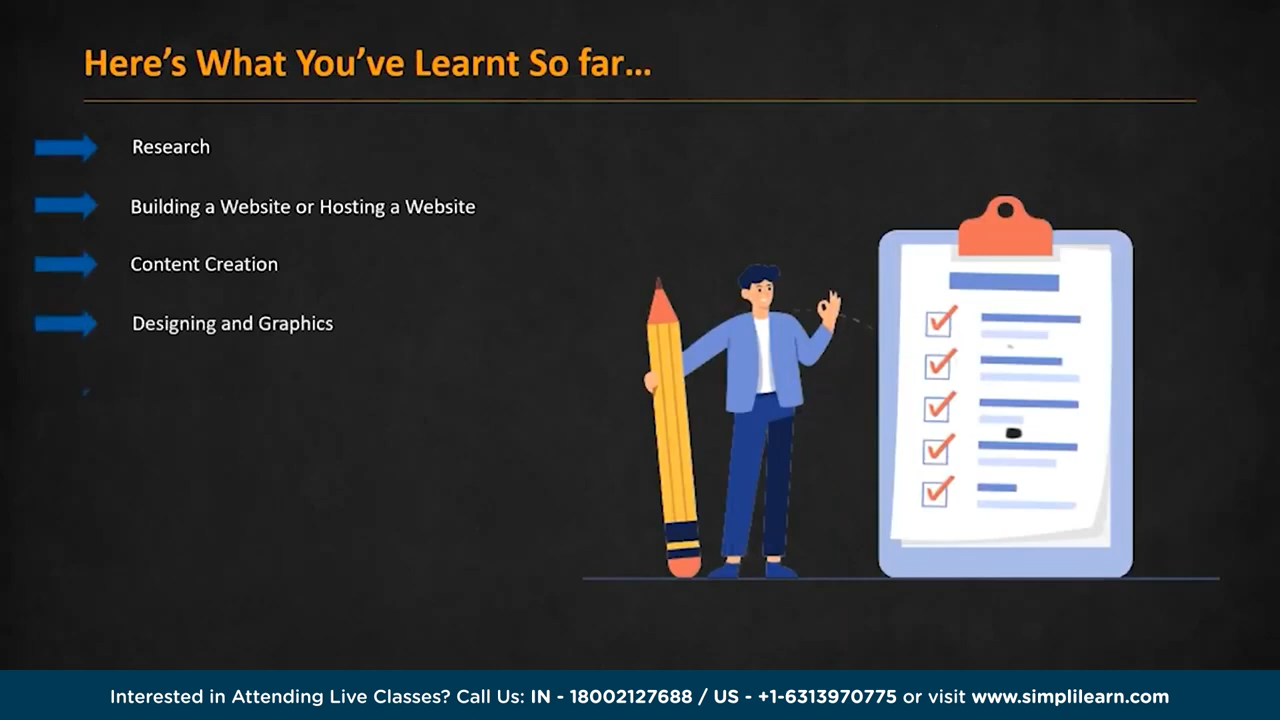 Here's What You've Learnt So far...
Research
Building a Website or Hosting a Website
Content Creation
Designing and Graphics
Interested in Attending Live Classes? Call Us: IN - 18002127688 / US - +1-6313970775 or visit www.simplilearn.com